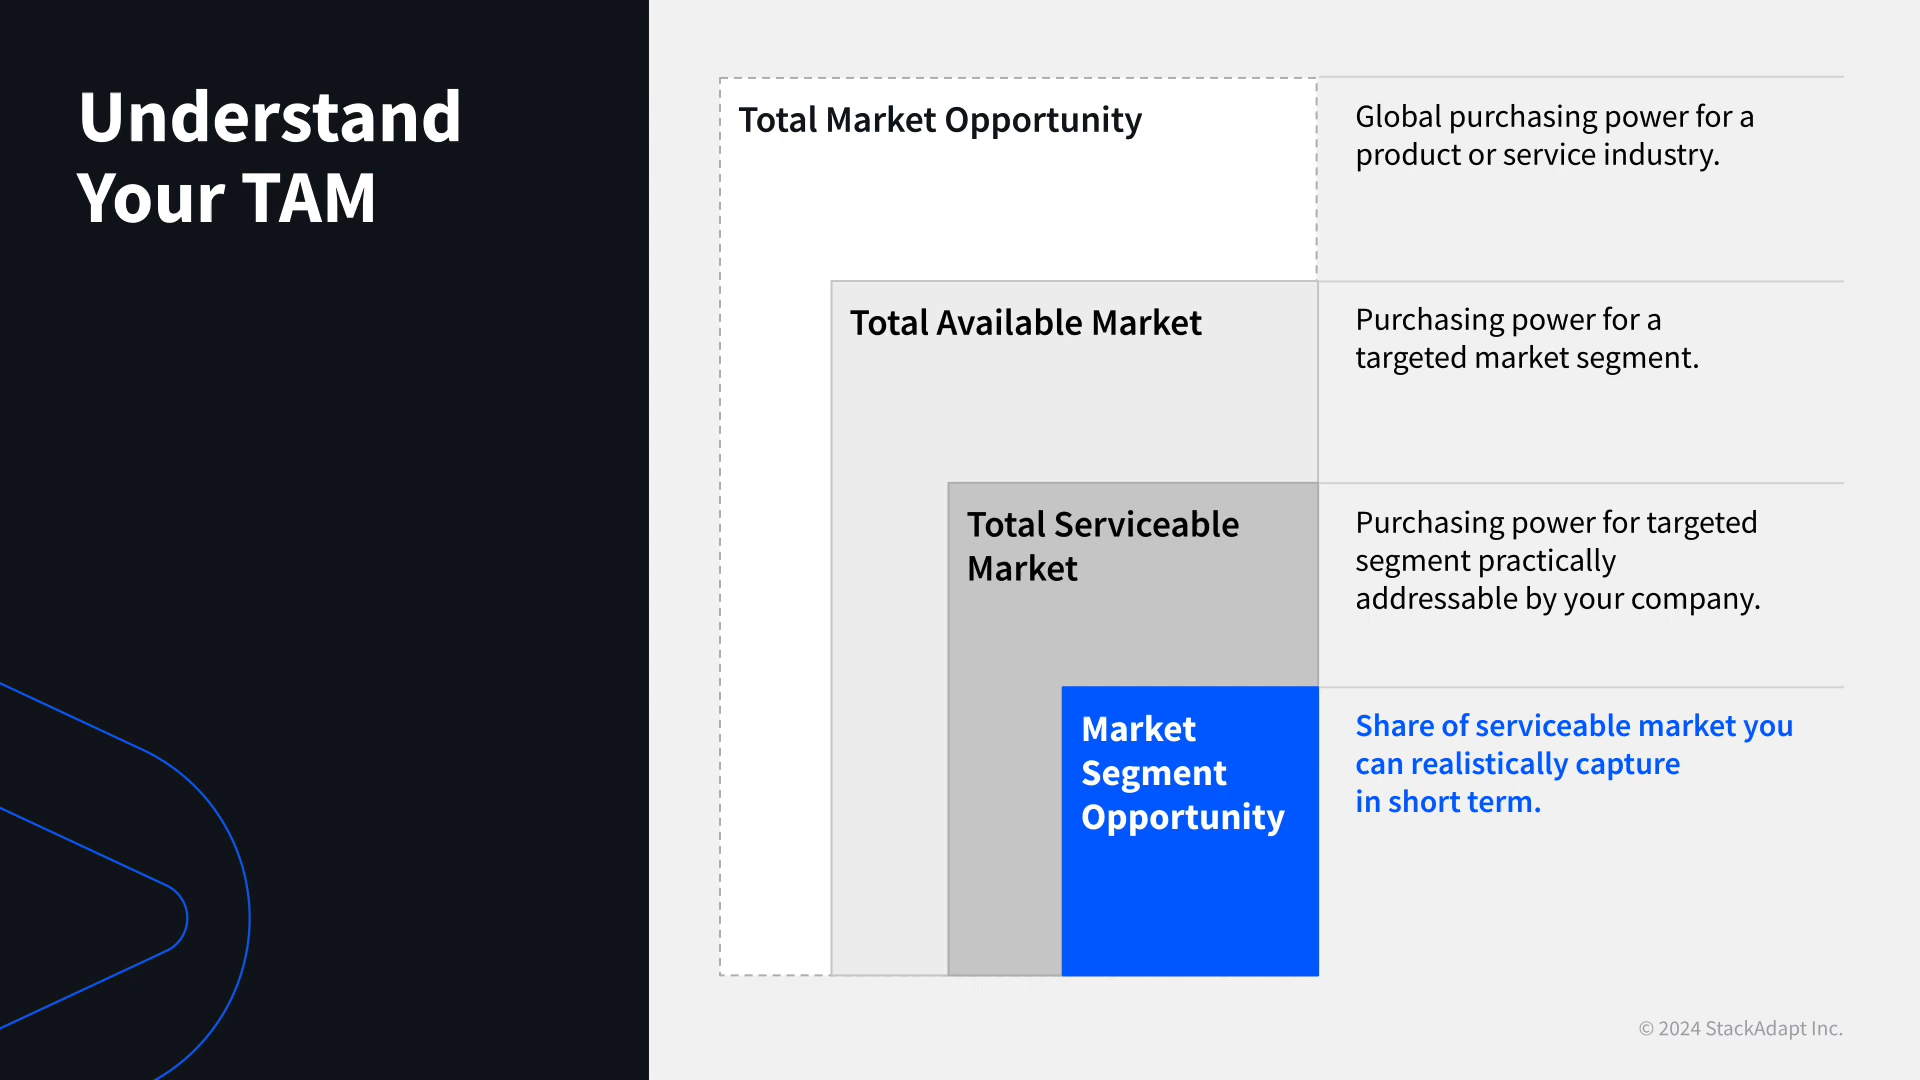 Understand
Your TAM
Total Market Opportunity
Global purchasing power for a
product or service industry.
Total Available Market
Purchasing power for a
targeted market segment.
Total Serviceable
Market
Purchasing power for targeted
segment practically
addressable by your company.
Market
Segment
Opportunity
Share of serviceable market you
can realistically capture
in short term.
© 2024 StackAdapt Inc.